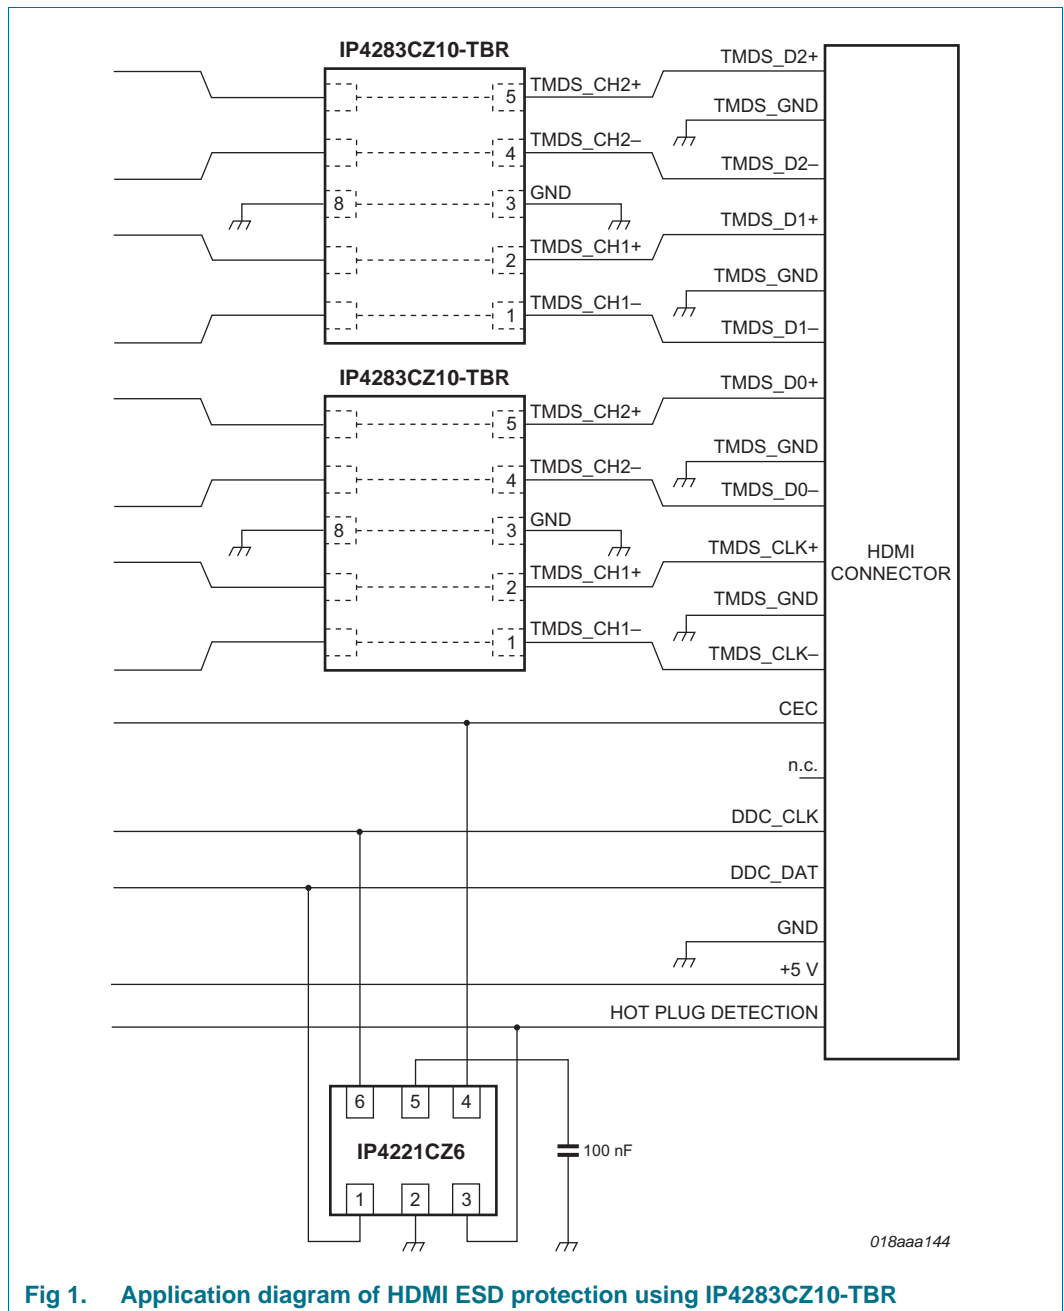 IP4283CZ10-TBR
TMDS_D2+
TMDS_CH2+
5
TMDS_GND
TMDS_CH2–
4
TMDS_D2–
8
3
GND
TMDS_D1+
TMDS_CH1+
2
TMDS_GND
TMDS_CH1–
1
TMDS_D1–
IP4283CZ10-TBR
TMDS_D0+
TMDS_CH2+
5
TMDS_GND
TMDS_CH2–
4
TMDS_D0–
8
3
GND
TMDS_CLK+
HDMI
CONNECTOR
TMDS_CH1+
2
TMDS_GND
TMDS_CH1–
1
TMDS_CLK–
CEC
n.c.
DDC_CLK
DDC_DAT
GND
+5 V
HOT PLUG DETECTION
6 5 4
IP4221CZ6
100 nF
1 2 3
018aaa144
Fig 1. Application diagram of HDMI ESD protection using IP4283CZ10-TBR